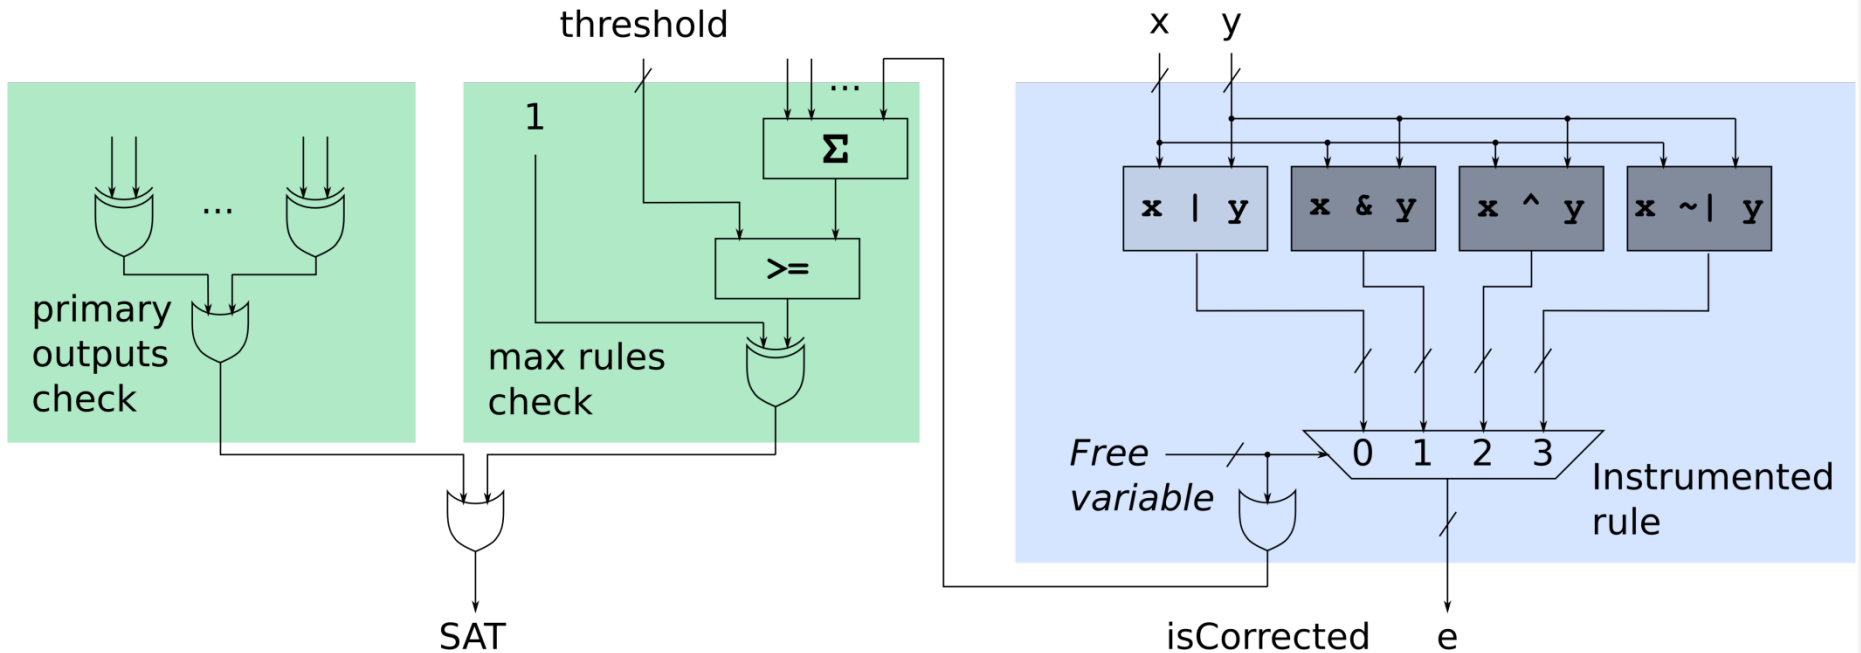 threshold
x y
1
...
Σ
...
x | y
x & y
x ^ y
x ~| y
>=
primary
outputs
check
max rules
check
Free
variable
0 1 2 3
Instrumented
rule
SAT
isCorrected
e